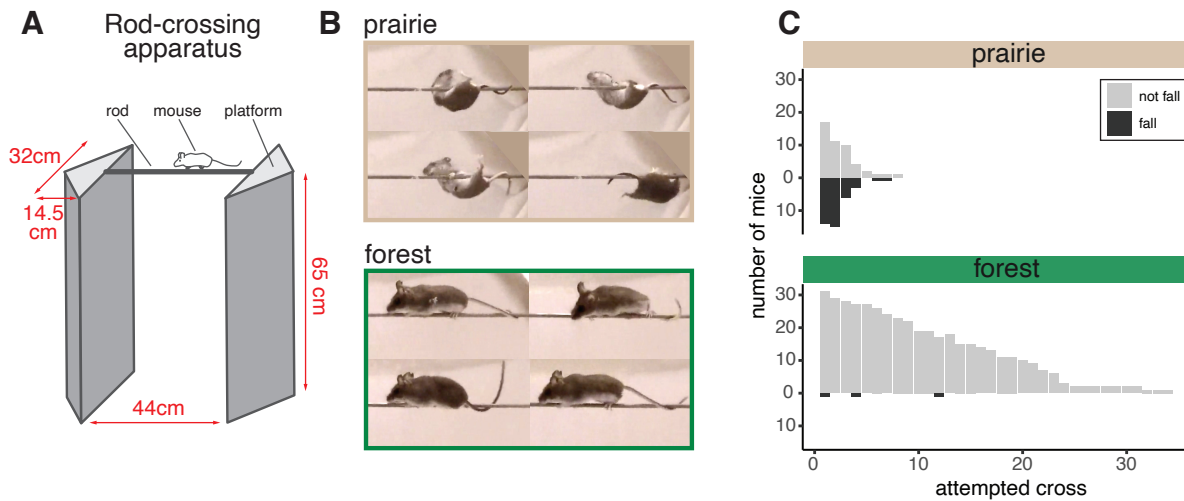 A
Rod-crossing
apparatus
rod
mouse
platform
32cm
14.5
cm
65 cm
44cm
B
prairie
forest
C
prairie
not fall
fall
number of mice
30
20
10
0
10
forest
30
20
10
0
10
0
10
20
30
attempted cross